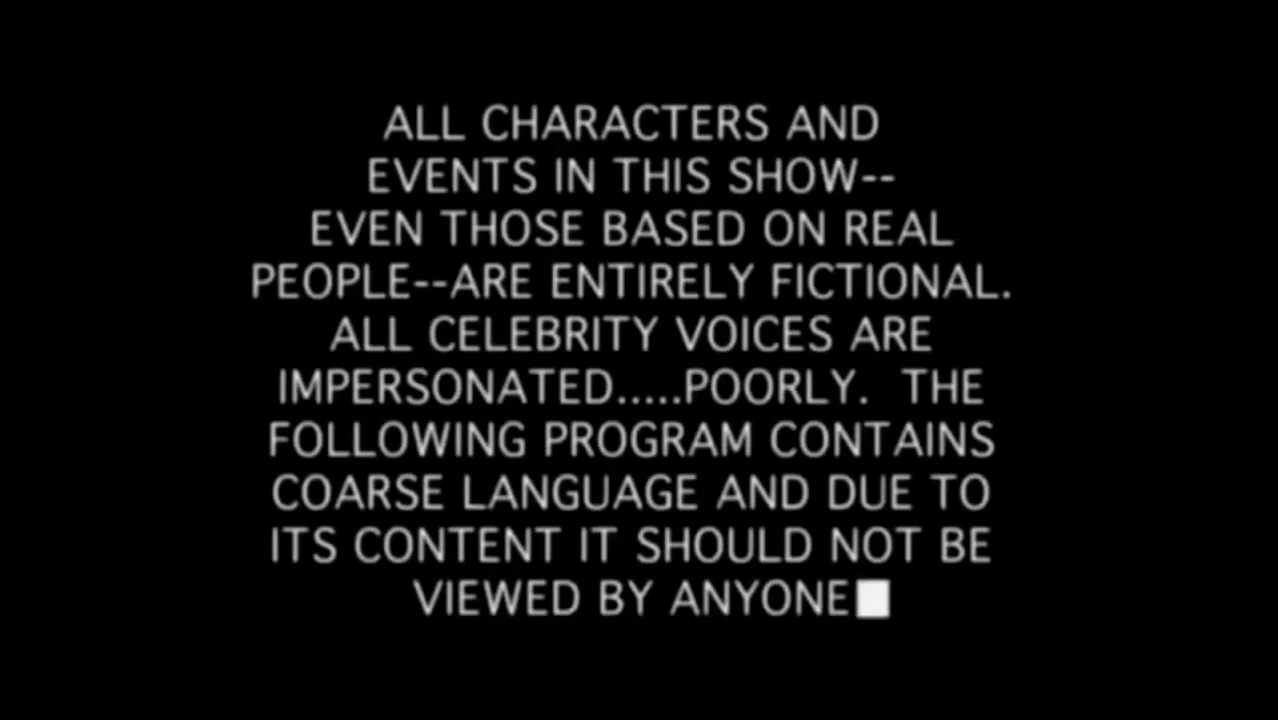 ALL CHARACTERS AND
EVENTS IN THIS SHOW--
EVEN THOSE BASED ON REAL
PEOPLE--ARE ENTIRELY FICTIONAL.
ALL CELEBRITY VOICES ARE
IMPERSONATED.....POORLY.  THE
FOLLOWING PROGRAM CONTAINS
COARSE LANGUAGE AND DUE TO
ITS CONTENT IT SHOULD NOT BE
VIEWED BY ANYONE